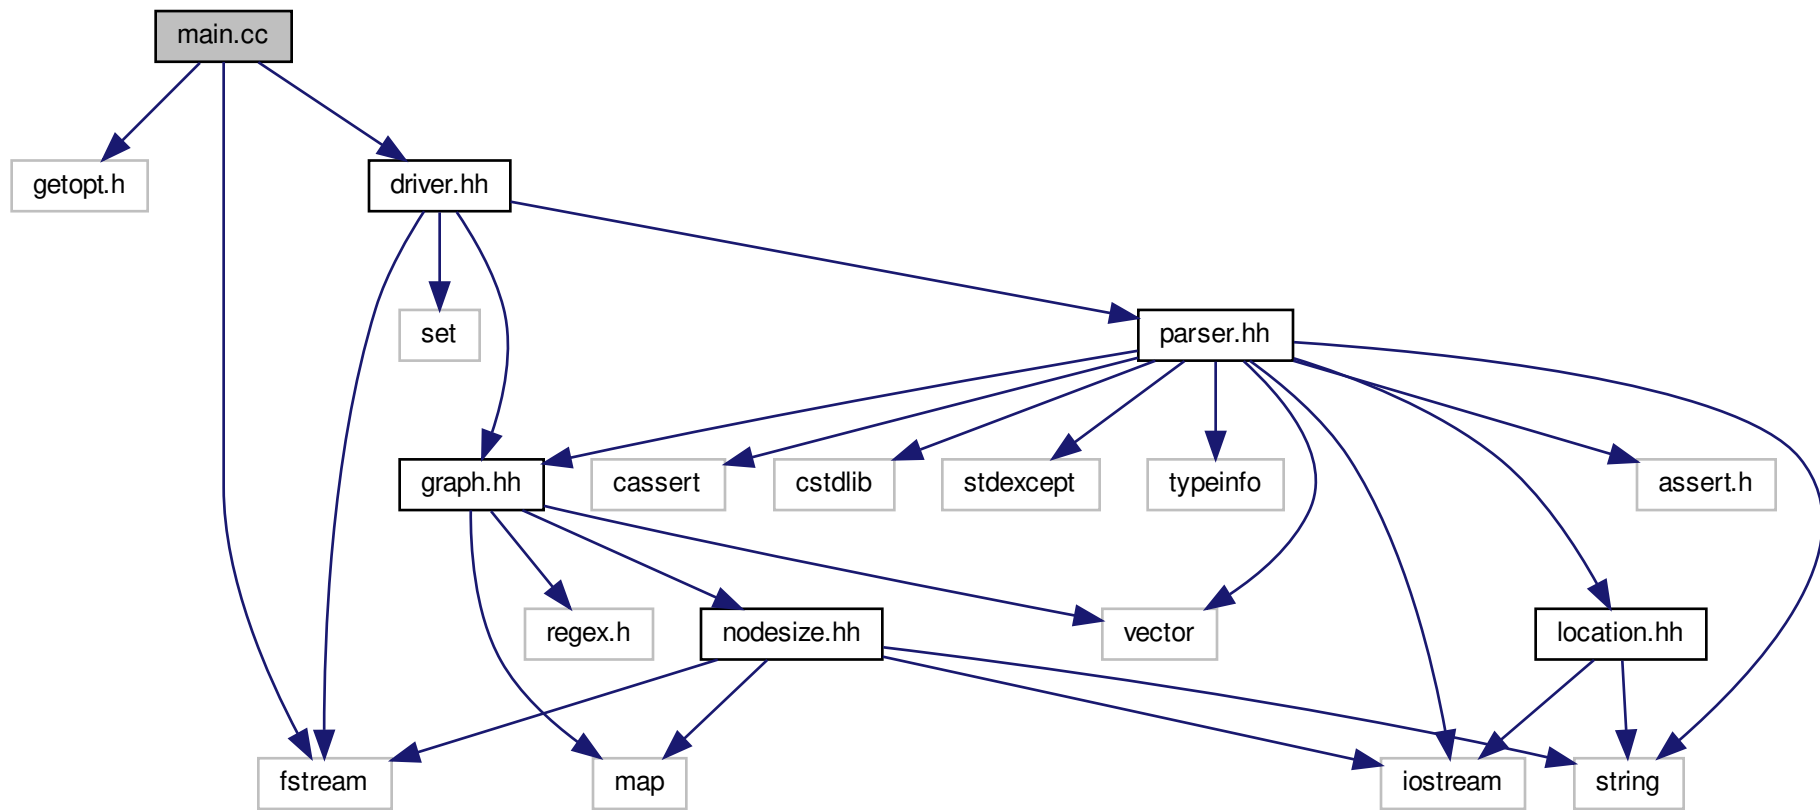 main.cc
getopt.h
driver.hh
set
parser.hh
graph.hh
cassert
cstdlib
stdexcept
typeinfo
assert.h
regex.h
nodesize.hh
vector
location.hh
fstream
map
iostream
string